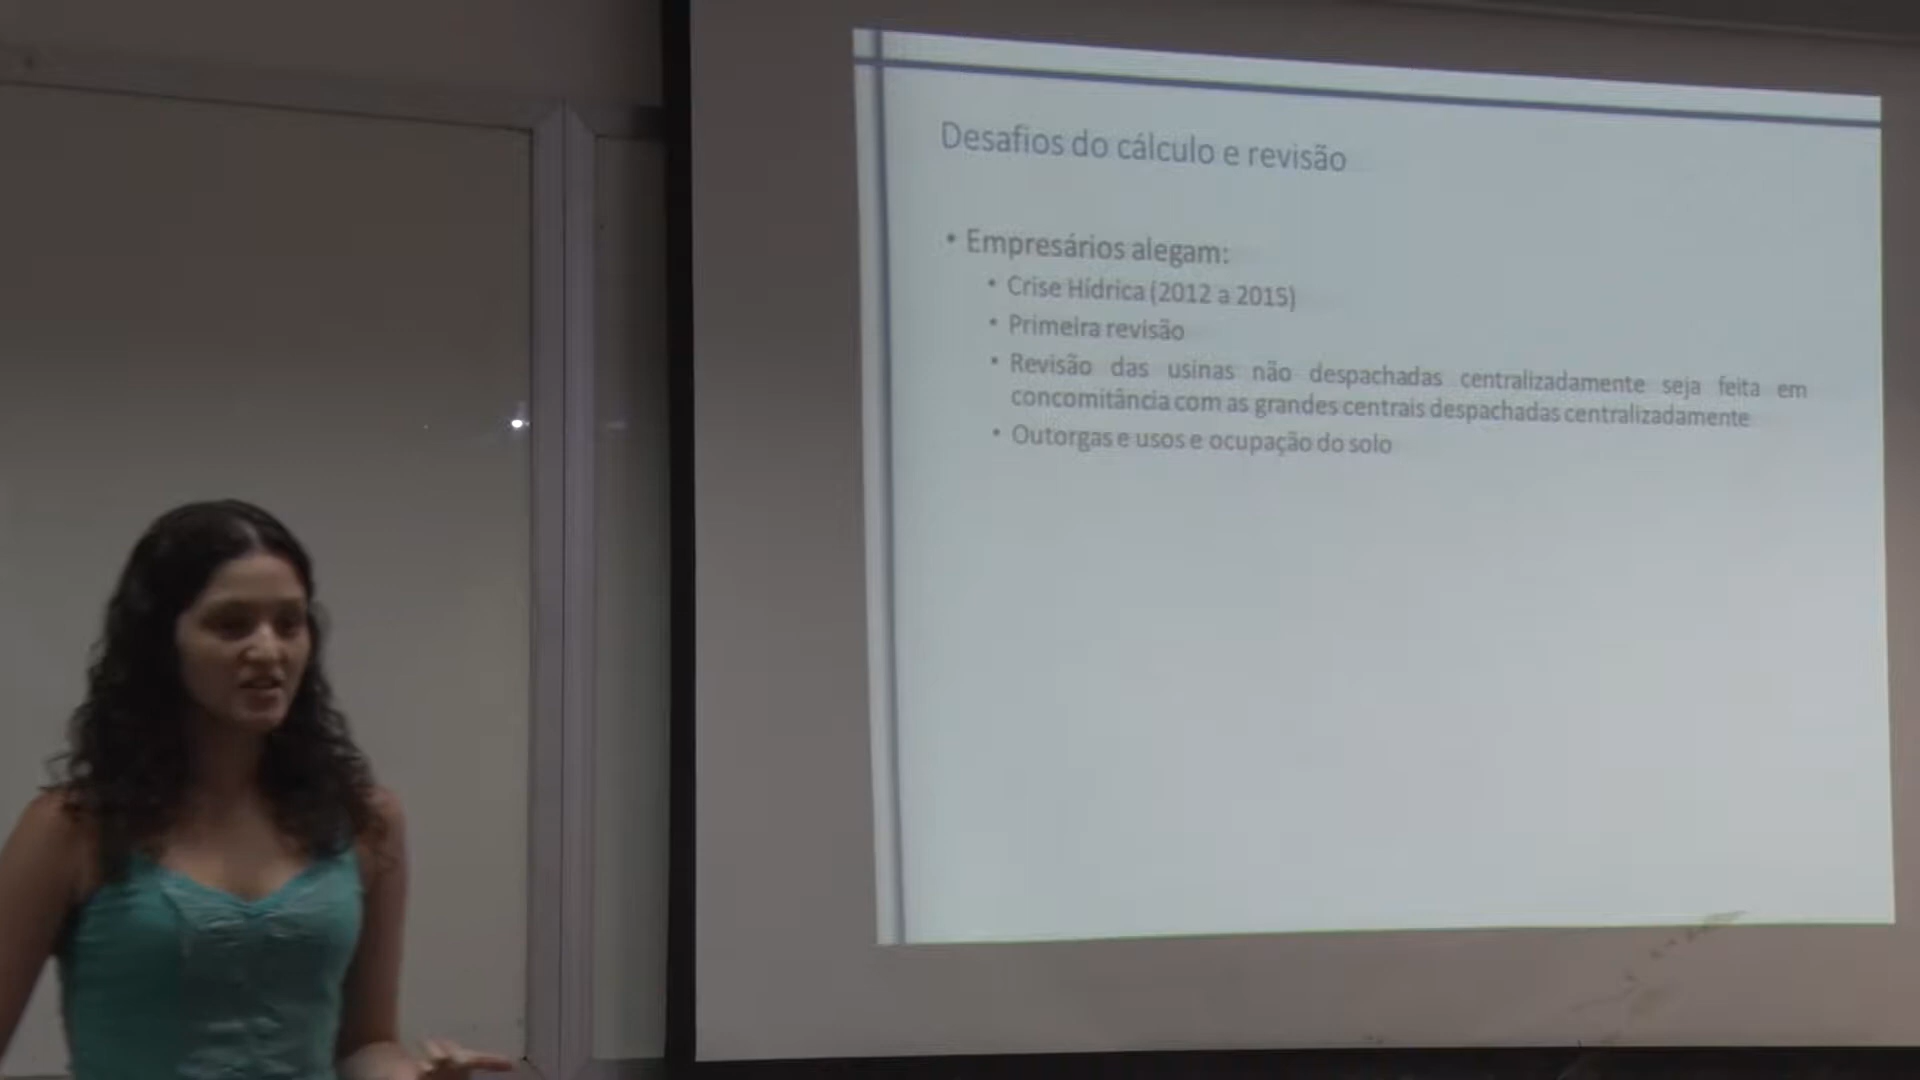 Desafios do cálculo e revisão
• Empresários alegam:
• Crise Hídrica (2012 a 2015)
• Primeira revisão
• Revisão das usinas não despachadas centralizadamente seja feita em
concomitância com as grandes centrais despachadas centralizadamente
• Outorgas e usos e ocupação do solo